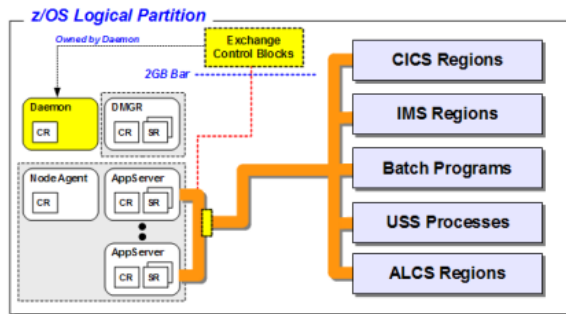 z/OS Logical Partition
Owned by Daemon
Exchange
Control Blocks
2GB Bar
Daemon
CR
DMGR
CR
SR
Node Agent
CR
AppServer
CR
SR
AppServer
CR
SR
CICS Regions
IMS Regions
Batch Programs
USS Processes
ALCS Regions